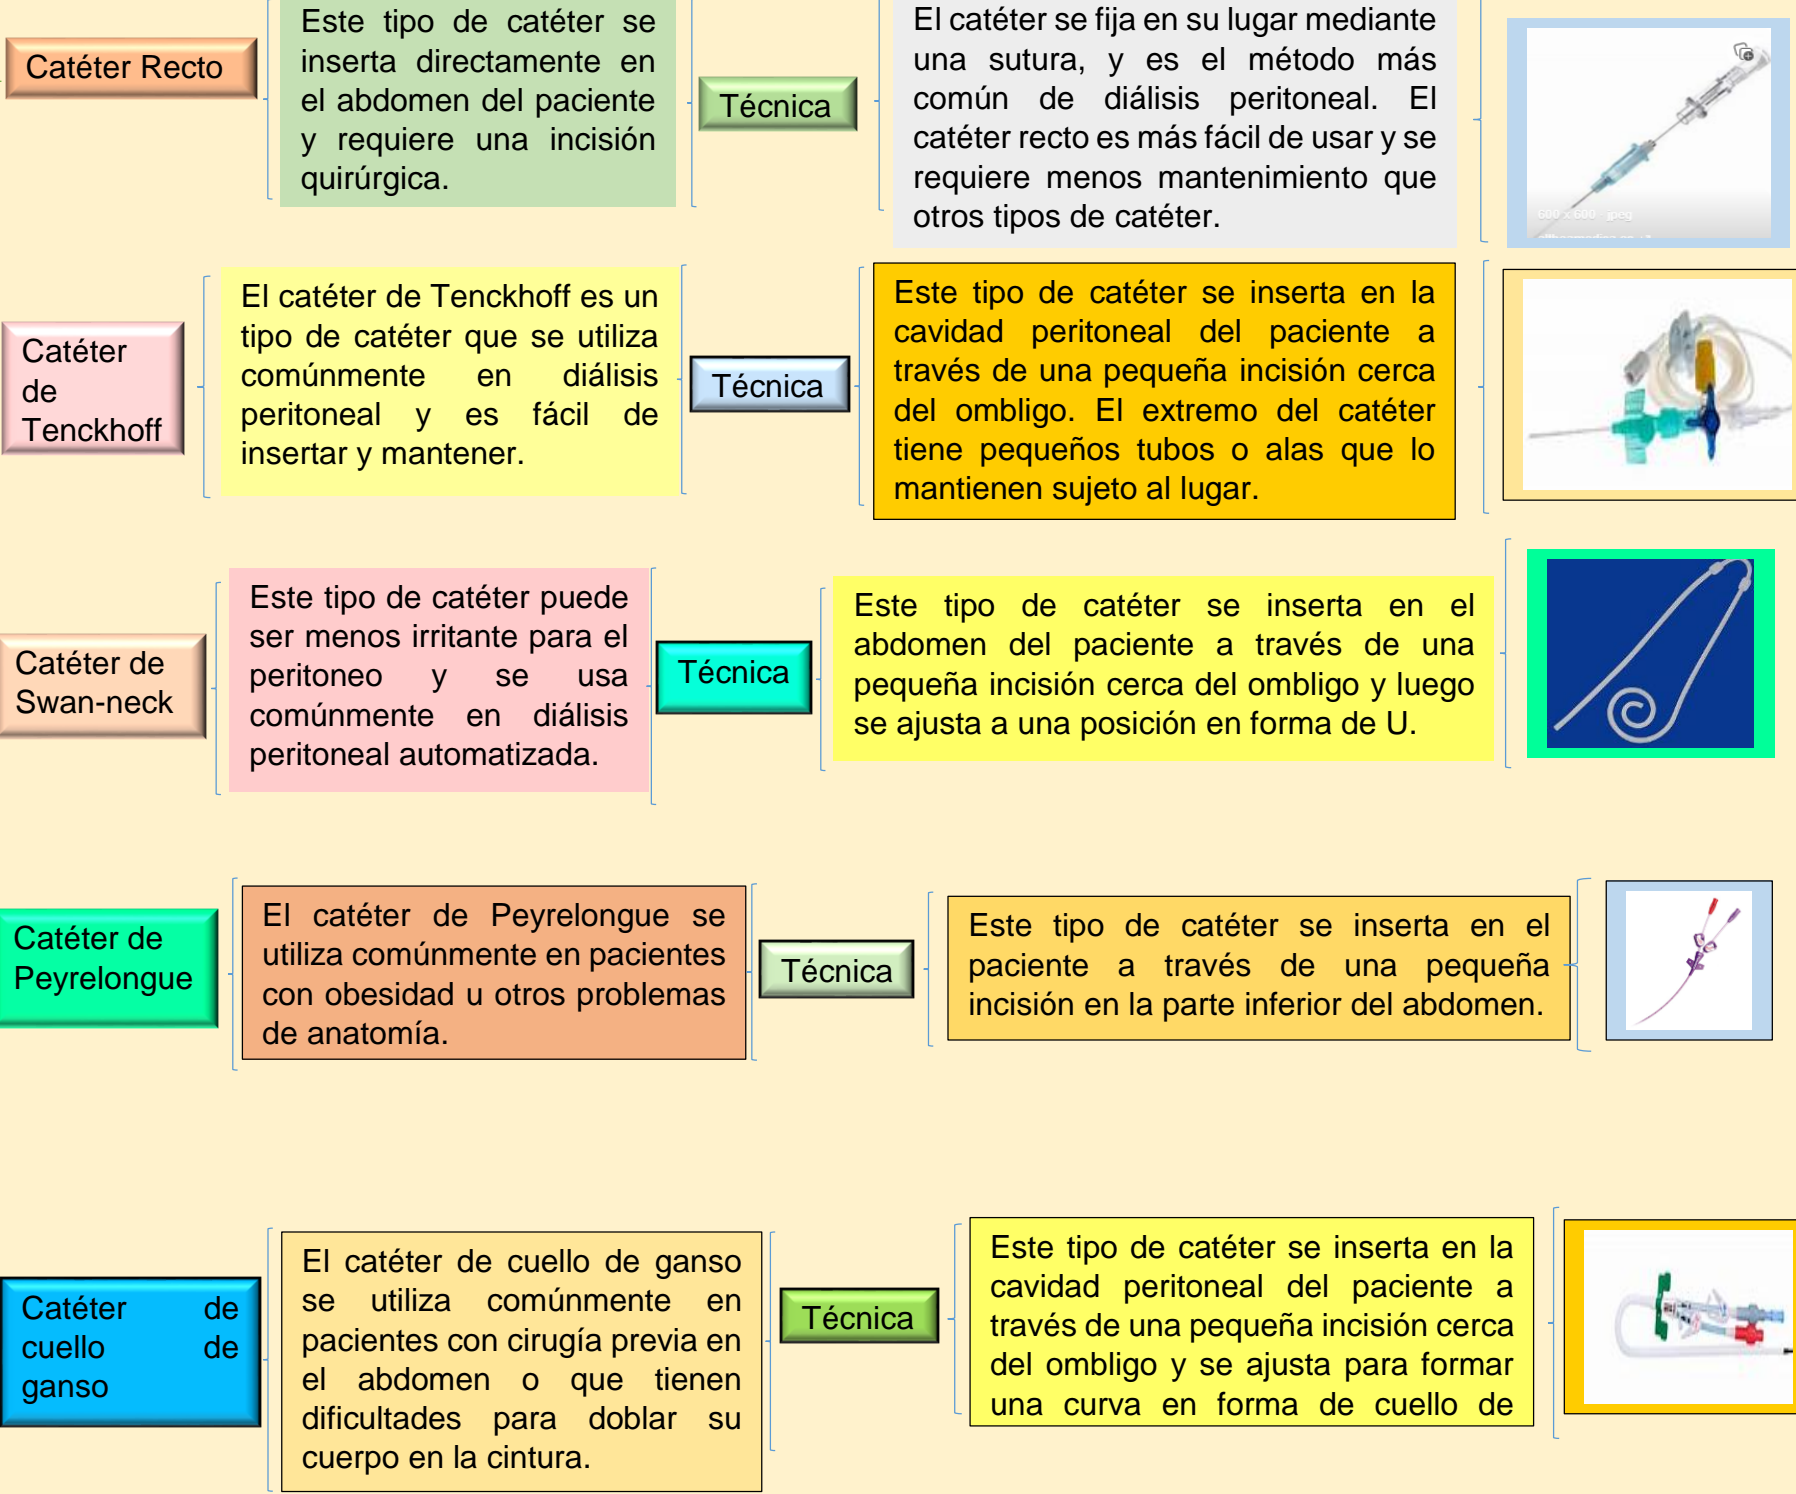 Catéter Recto
Este tipo de catéter se
inserta directamente en
el abdomen del paciente
y requiere una incisión
quirúrgica.
Técnica
El catéter se fija en su lugar mediante
una sutura, y es el método más
común de diálisis peritoneal. El
catéter recto es más fácil de usar y se
requiere menos mantenimiento que
otros tipos de catéter.
600 x 600 - jpeg
Catéter
de
Tenckhoff
El catéter de Tenckhoff es un
tipo de catéter que se utiliza
comúnmente en diálisis
peritoneal y es fácil de
insertar y mantener.
Técnica
Este tipo de catéter se inserta en la
cavidad peritoneal del paciente a
través de una pequeña incisión cerca
del ombligo. El extremo del catéter
tiene pequeños tubos o alas que lo
mantienen sujeto al lugar.
Catéter de
Swan-neck
Este tipo de catéter puede
ser menos irritante para el
peritoneo y se usa
comúnmente en diálisis
peritoneal automatizada.
Técnica
Este tipo de catéter se inserta en el
abdomen del paciente a través de una
pequeña incisión cerca del ombligo y luego
se ajusta a una posición en forma de U.
Catéter de
Peyrelongue
El catéter de Peyrelongue se
utiliza comúnmente en pacientes
con obesidad u otros problemas
de anatomía.
Técnica
Este tipo de catéter se inserta en el
paciente a través de una pequeña
incisión en la parte inferior del abdomen.
Catéter de
cuello de
ganso
El catéter de cuello de ganso
se utiliza comúnmente en
pacientes con cirugía previa en
el abdomen o que tienen
dificultades para doblar su
cuerpo en la cintura.
Técnica
Este tipo de catéter se inserta en la
cavidad peritoneal del paciente a
través de una pequeña incisión cerca
del ombligo y se ajusta para formar
una curva en forma de cuello de